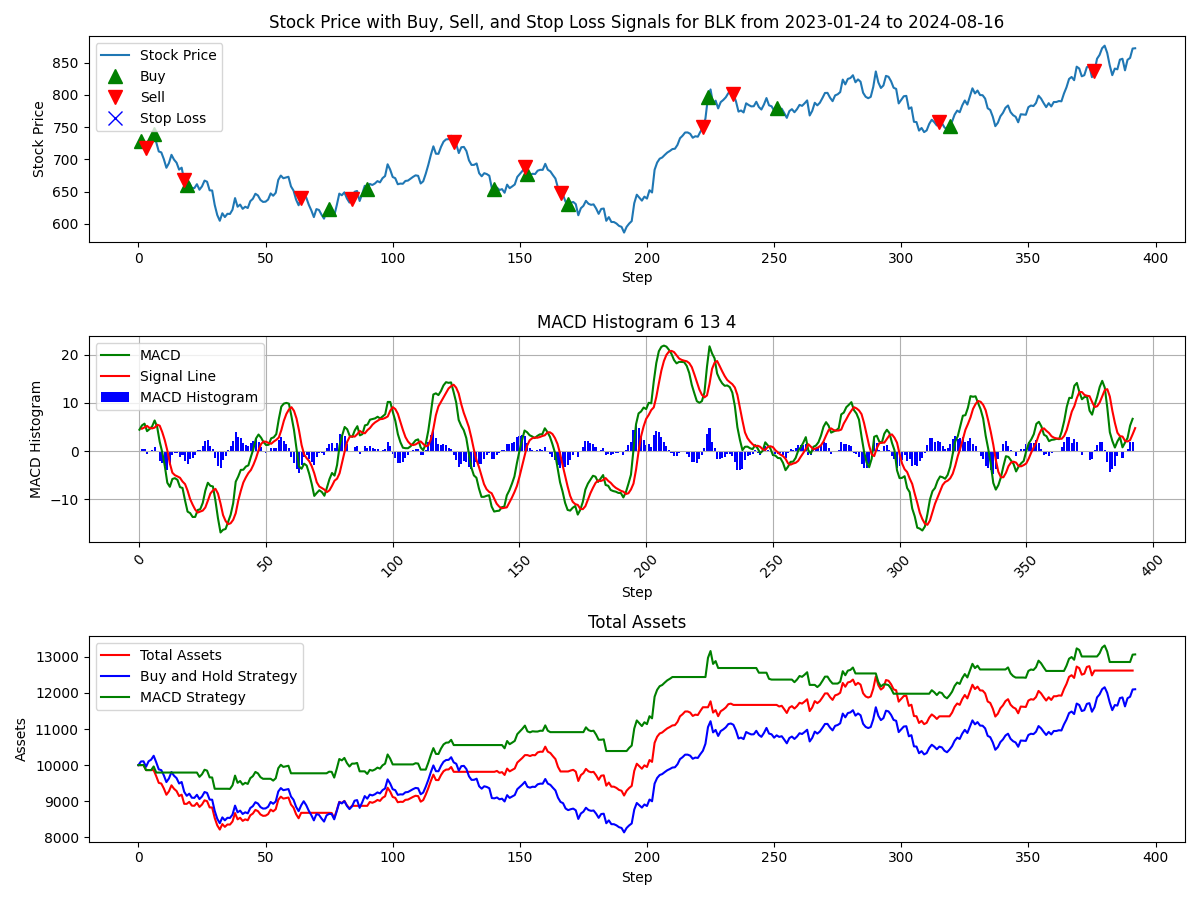 Stock Price with Buy, Sell, and Stop Loss Signals for BLK from 2023-01-24 to 2024-08-16
Stock Price
850
800
750
700
650
600
Stock Price
Buy
Sell
Stop Loss
0 50 100 150 200 250 300 350 400
Step
MACD Histogram 6 13 4
MACD Histogram
20
10
0
−10
MACD
Signal Line
MACD Histogram
0 50 100 150 200 250 300 350 400
Step
Total Assets
Assets
13000
12000
11000
10000
9000
8000
Total Assets
Buy and Hold Strategy
MACD Strategy
0 50 100 150 200 250 300 350 400
Step